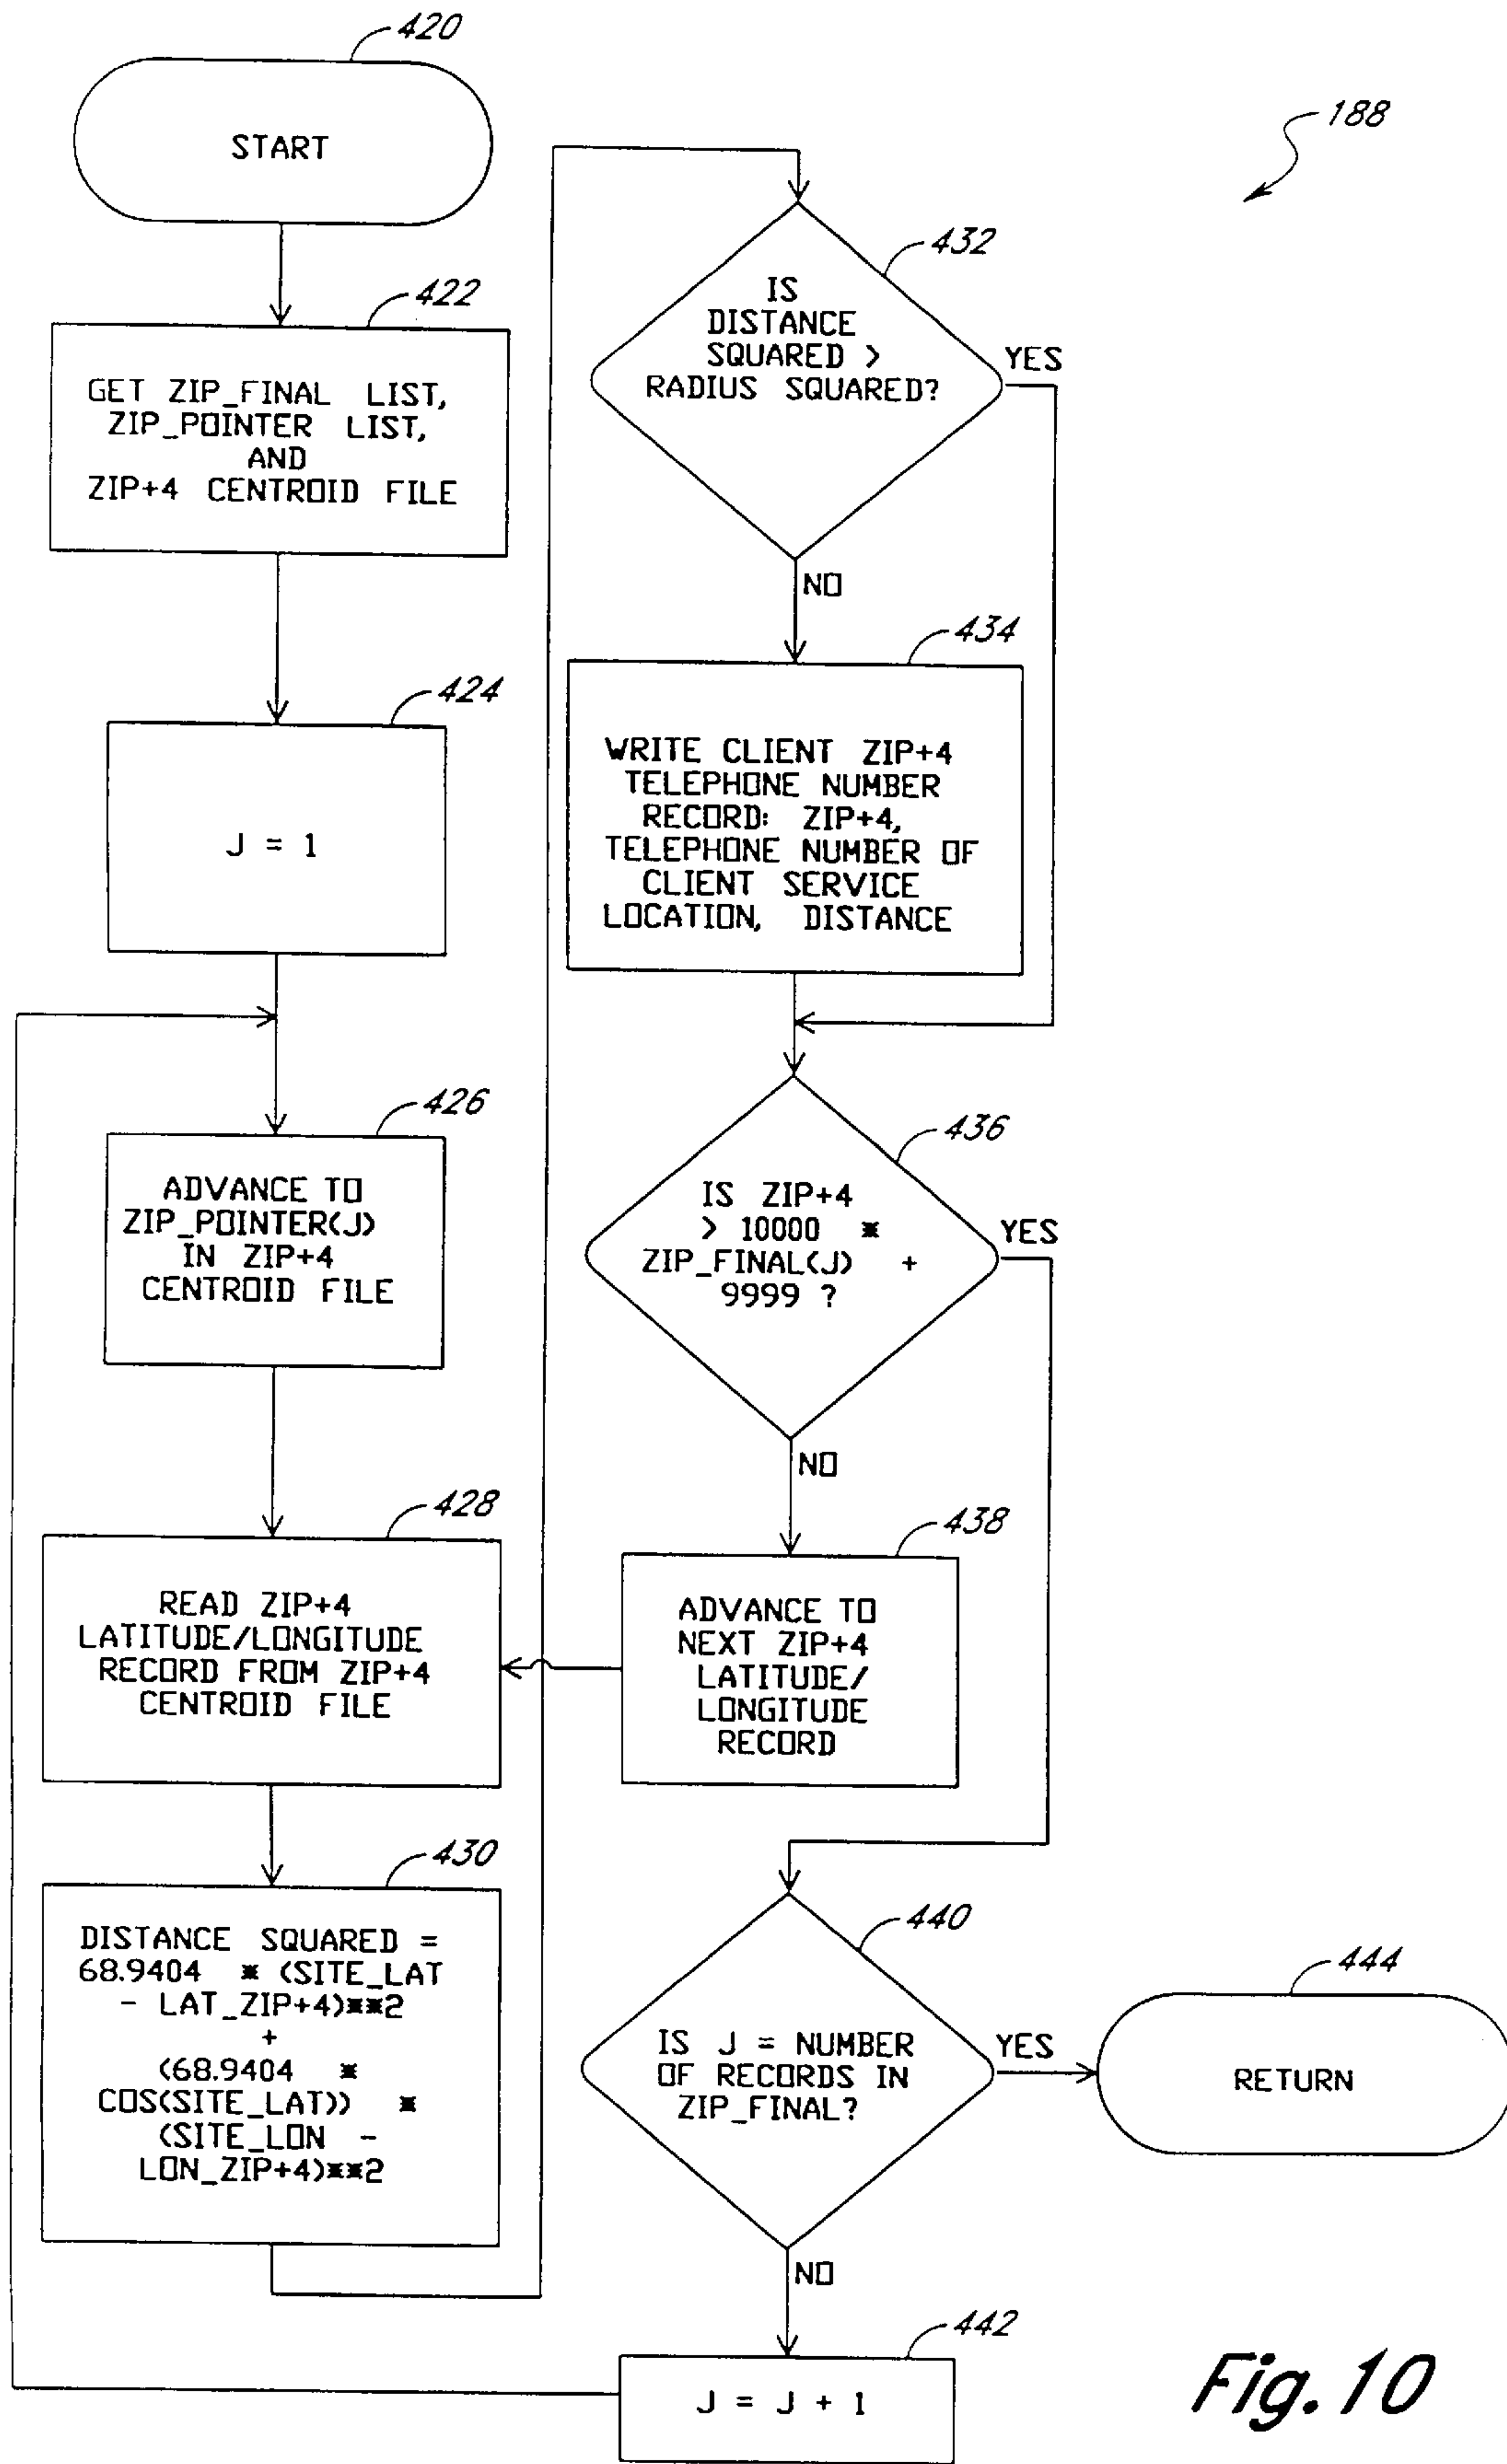 420
START
188
422
GET ZIP_FINAL LIST,
ZIP_POINTER LIST,
AND
ZIP+4 CENTROID FILE
424
J = 1
426
ADVANCE TO
ZIP_POINTER(J)
IN ZIP+4
CENTROID FILE
428
READ ZIP+4
LATITUDE/LONGITUDE
RECORD FROM ZIP+4
CENTROID FILE
430
DISTANCE SQUARED =
68.9404 * (SITE_LAT
- LAT_ZIP+4)**2
+
(68.9404 *
COS(SITE_LAT)) *
(SITE_LON -
LON_ZIP+4)**2
432
IS
DISTANCE
SQUARED >
RADIUS SQUARED?
YES
NO
434
WRITE CLIENT ZIP+4
TELEPHONE NUMBER
RECORD: ZIP+4,
TELEPHONE NUMBER OF
CLIENT SERVICE
LOCATION, DISTANCE
436
IS ZIP+4
> 10000 *
ZIP_FINAL(J) +
9999 ?
YES
NO
438
ADVANCE TO
NEXT ZIP+4
LATITUDE/
LONGITUDE
RECORD
440
IS J = NUMBER
OF RECORDS IN
ZIP_FINAL?
YES
NO
444
RETURN
442
J = J + 1
Fig. 10